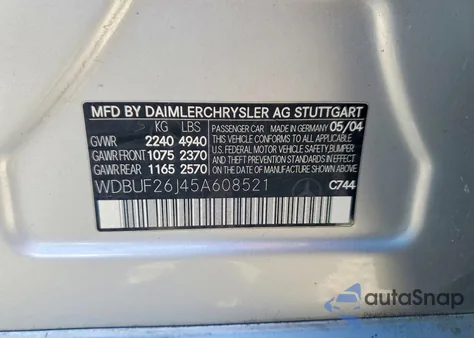 MFD BY DAIMLERCHRYSLER AG STUTTGART
KG LBS
GVWR 2240 4940
GAWR FRONT 1075 2370
GAWR REAR 1165 2570
PASSENGER CAR MADE IN GERMANY 05/04
THIS VEHICLE CONFORMS TO ALL
APPLICABLE U.S. FEDERAL MOTOR
VEHICLE SAFETY, BUMPER,
AND THEFT PREVENTION STANDARDS
IN EFFECT ON THE DATE OF
MANUFACTURE SHOWN ABOVE.
WDBUF26J45A608521
C744
autoSnap